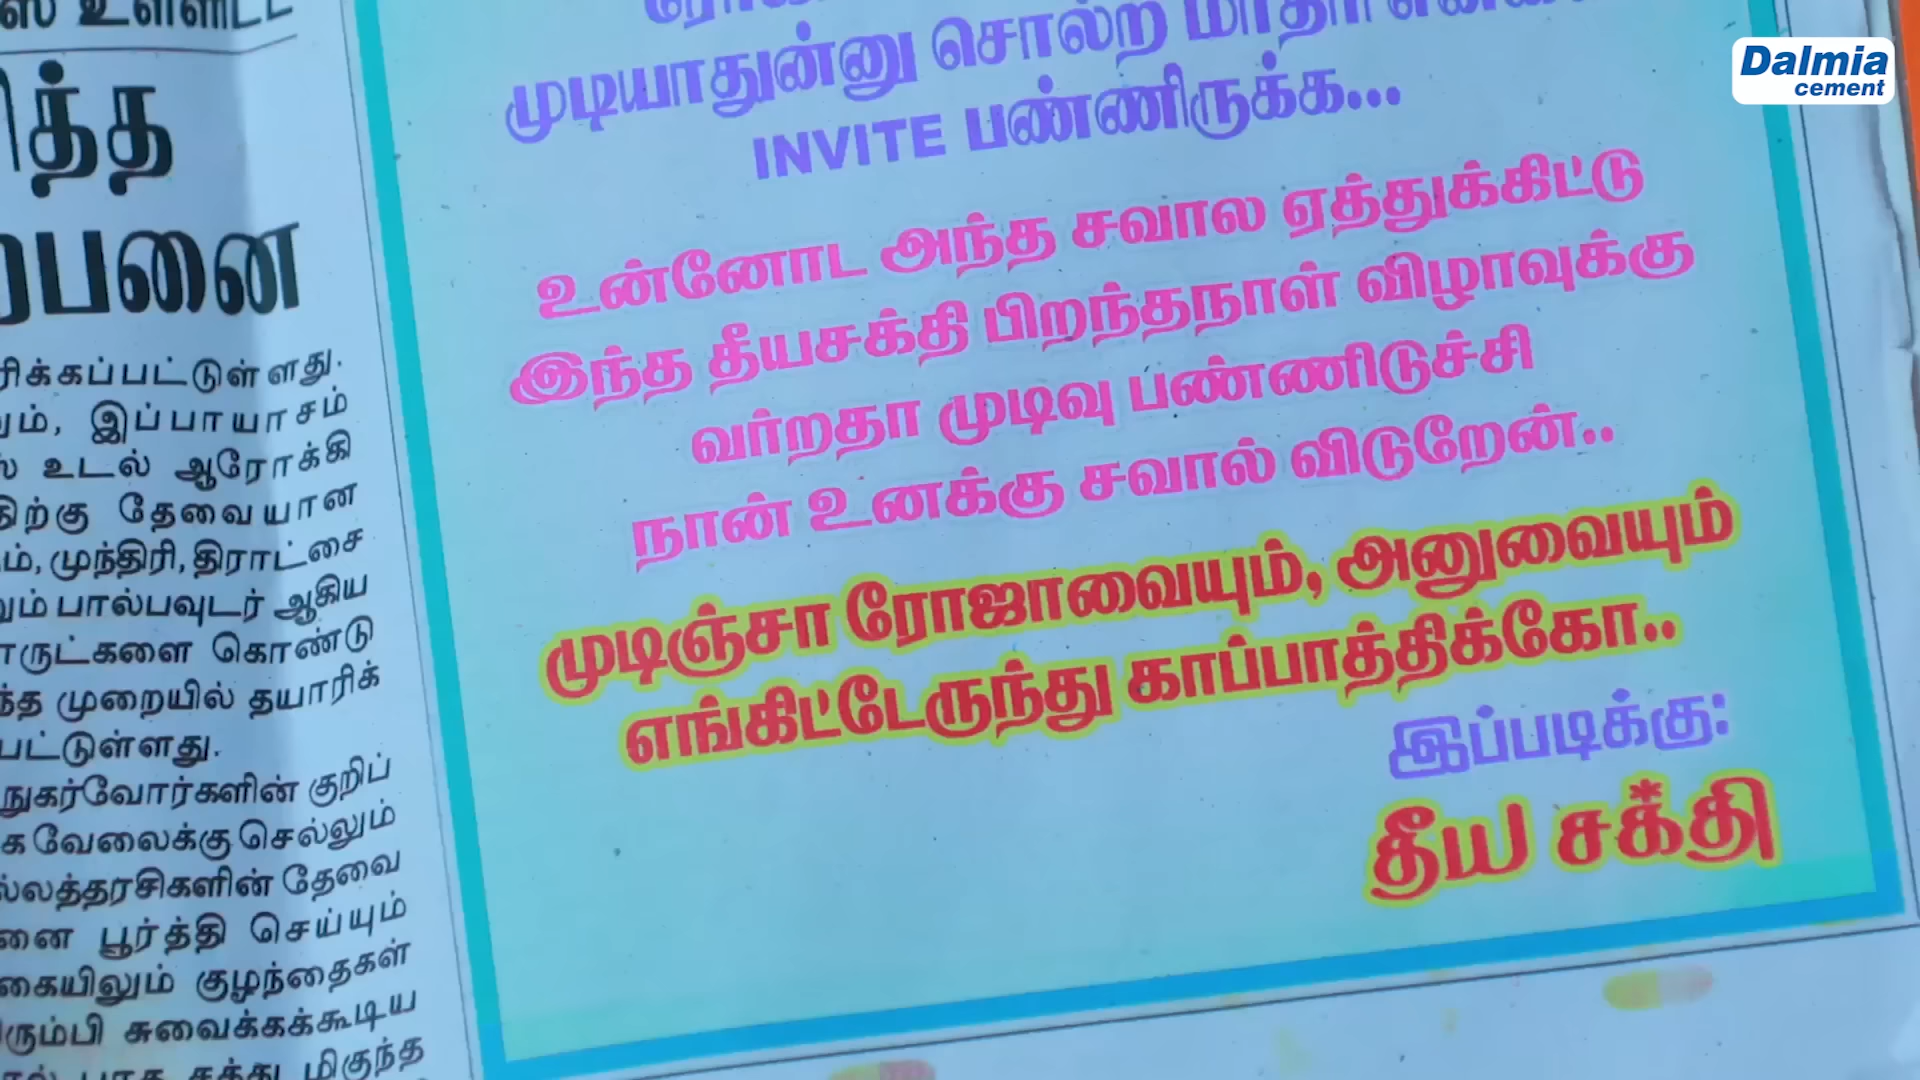 ித்த
பனை
ரிக்கப்பட்டுள்ளது.
ும், இப்பாயாசம்
உடல் ஆரோக்கி
திற்கு தேவையான
ம், முந்திரி, திராட்சை
ும் பால்பவுடர் ஆகிய
ாருட்களை கொண்டு
ந்த முறையில் தயாரிக்
பட்டுள்ளது.
நுகர்வோர்களின் குறிப்
க வேலைக்கு செல்லும்
ல்லத்தரசிகளின் தேவை
னை பூர்த்தி செய்யும்
கையிலும் குழந்தைகள்
ரும்பி சுவைக்கக்கூடிய
சத்து மிகுந்த
முடியாதுன்னு சொல்ற மாதிரி
INVITE பண்ணிருக்க...
உன்னோட அந்த சவால ஏத்துக்கிட்டு
இந்த தீயசக்தி பிறந்தநாள் விழாவுக்கு
வர்றதா முடிவு பண்ணிடுச்சி
நான் உனக்கு சவால் விடுறேன்..
முடிஞ்சா ரோஜாவையும், அனுவையும்
எங்கிட்டேருந்து காப்பாத்திக்கோ..
இப்படிக்கு:
தீய சக்தி
Dalmia
cement